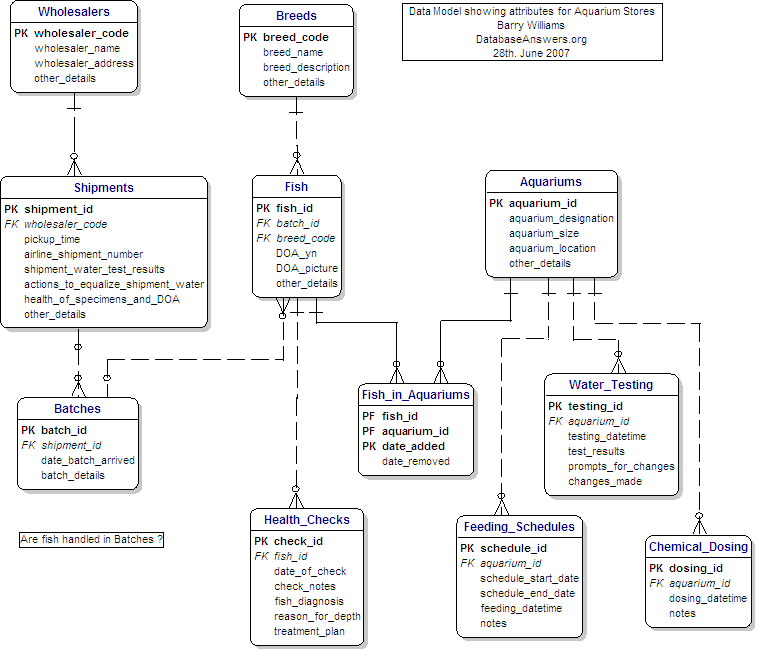 Data Model showing attributes for Aquarium Stores
Barry Williams
DatabaseAnswers.org
28th. June 2007
Wholesalers
PK wholesaler_code
wholesaler_name
wholesaler_address
other_details
Breeds
PK breed_code
breed_name
breed_description
other_details
Shipments
PK shipment_id
FK wholesaler_code
pickup_time
airline_shipment_number
shipment_water_test_results
actions_to_equalize_shipment_water
health_of_specimens_and_DOA
other_details
Fish
PK fish_id
FK batch_id
FK breed_code
DOA_yn
DOA_picture
other_details
Aquariums
PK aquarium_id
aquarium_designation
aquarium_size
aquarium_location
other_details
Batches
PK batch_id
FK shipment_id
date_batch_arrived
batch_details
Fish_in_Aquariums
PF fish_id
PF aquarium_id
PK date_added
date_removed
Water_Testing
PK testing_id
FK aquarium_id
testing_datetime
test_results
prompts_for_changes
changes_made
Are fish handled in Batches ?
Health_Checks
PK check_id
FK fish_id
date_of_check
check_notes
fish_diagnosis
reason_for_depth
treatment_plan
Feeding_Schedules
PK schedule_id
FK aquarium_id
schedule_start_date
schedule_end_date
feeding_datetime
notes
Chemical_Dosing
PK dosing_id
FK aquarium_id
dosing_datetime
notes